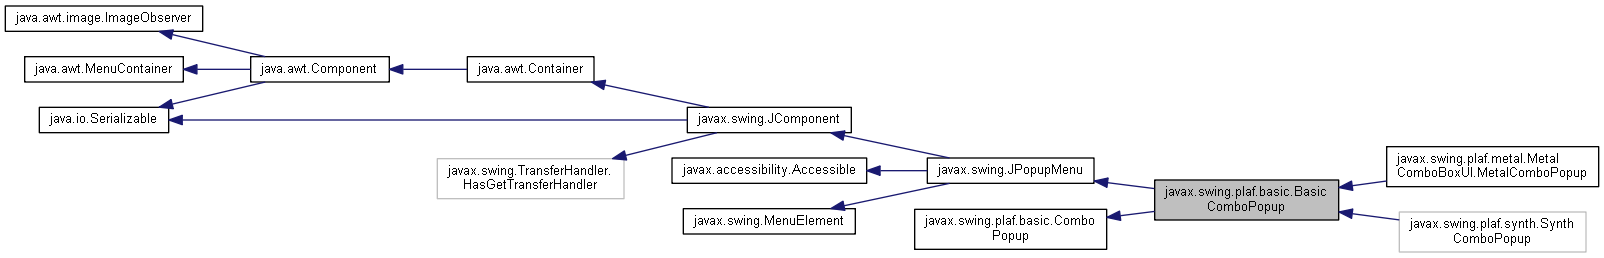 java.awt.image.ImageObserver
java.awt.MenuContainer
java.io.Serializable
java.awt.Component
java.awt.Container
javax.swing.TransferHandler.
HasGetTransferHandler
javax.swing.JComponent
javax.accessibility.Accessible
javax.swing.MenuElement
javax.swing.JPopupMenu
javax.swing.plaf.basic.Combo
Popup
javax.swing.plaf.basic.Basic
ComboPopup
javax.swing.plaf.metal.Metal
ComboBoxUI.MetalComboPopup
javax.swing.plaf.synth.Synth
ComboPopup